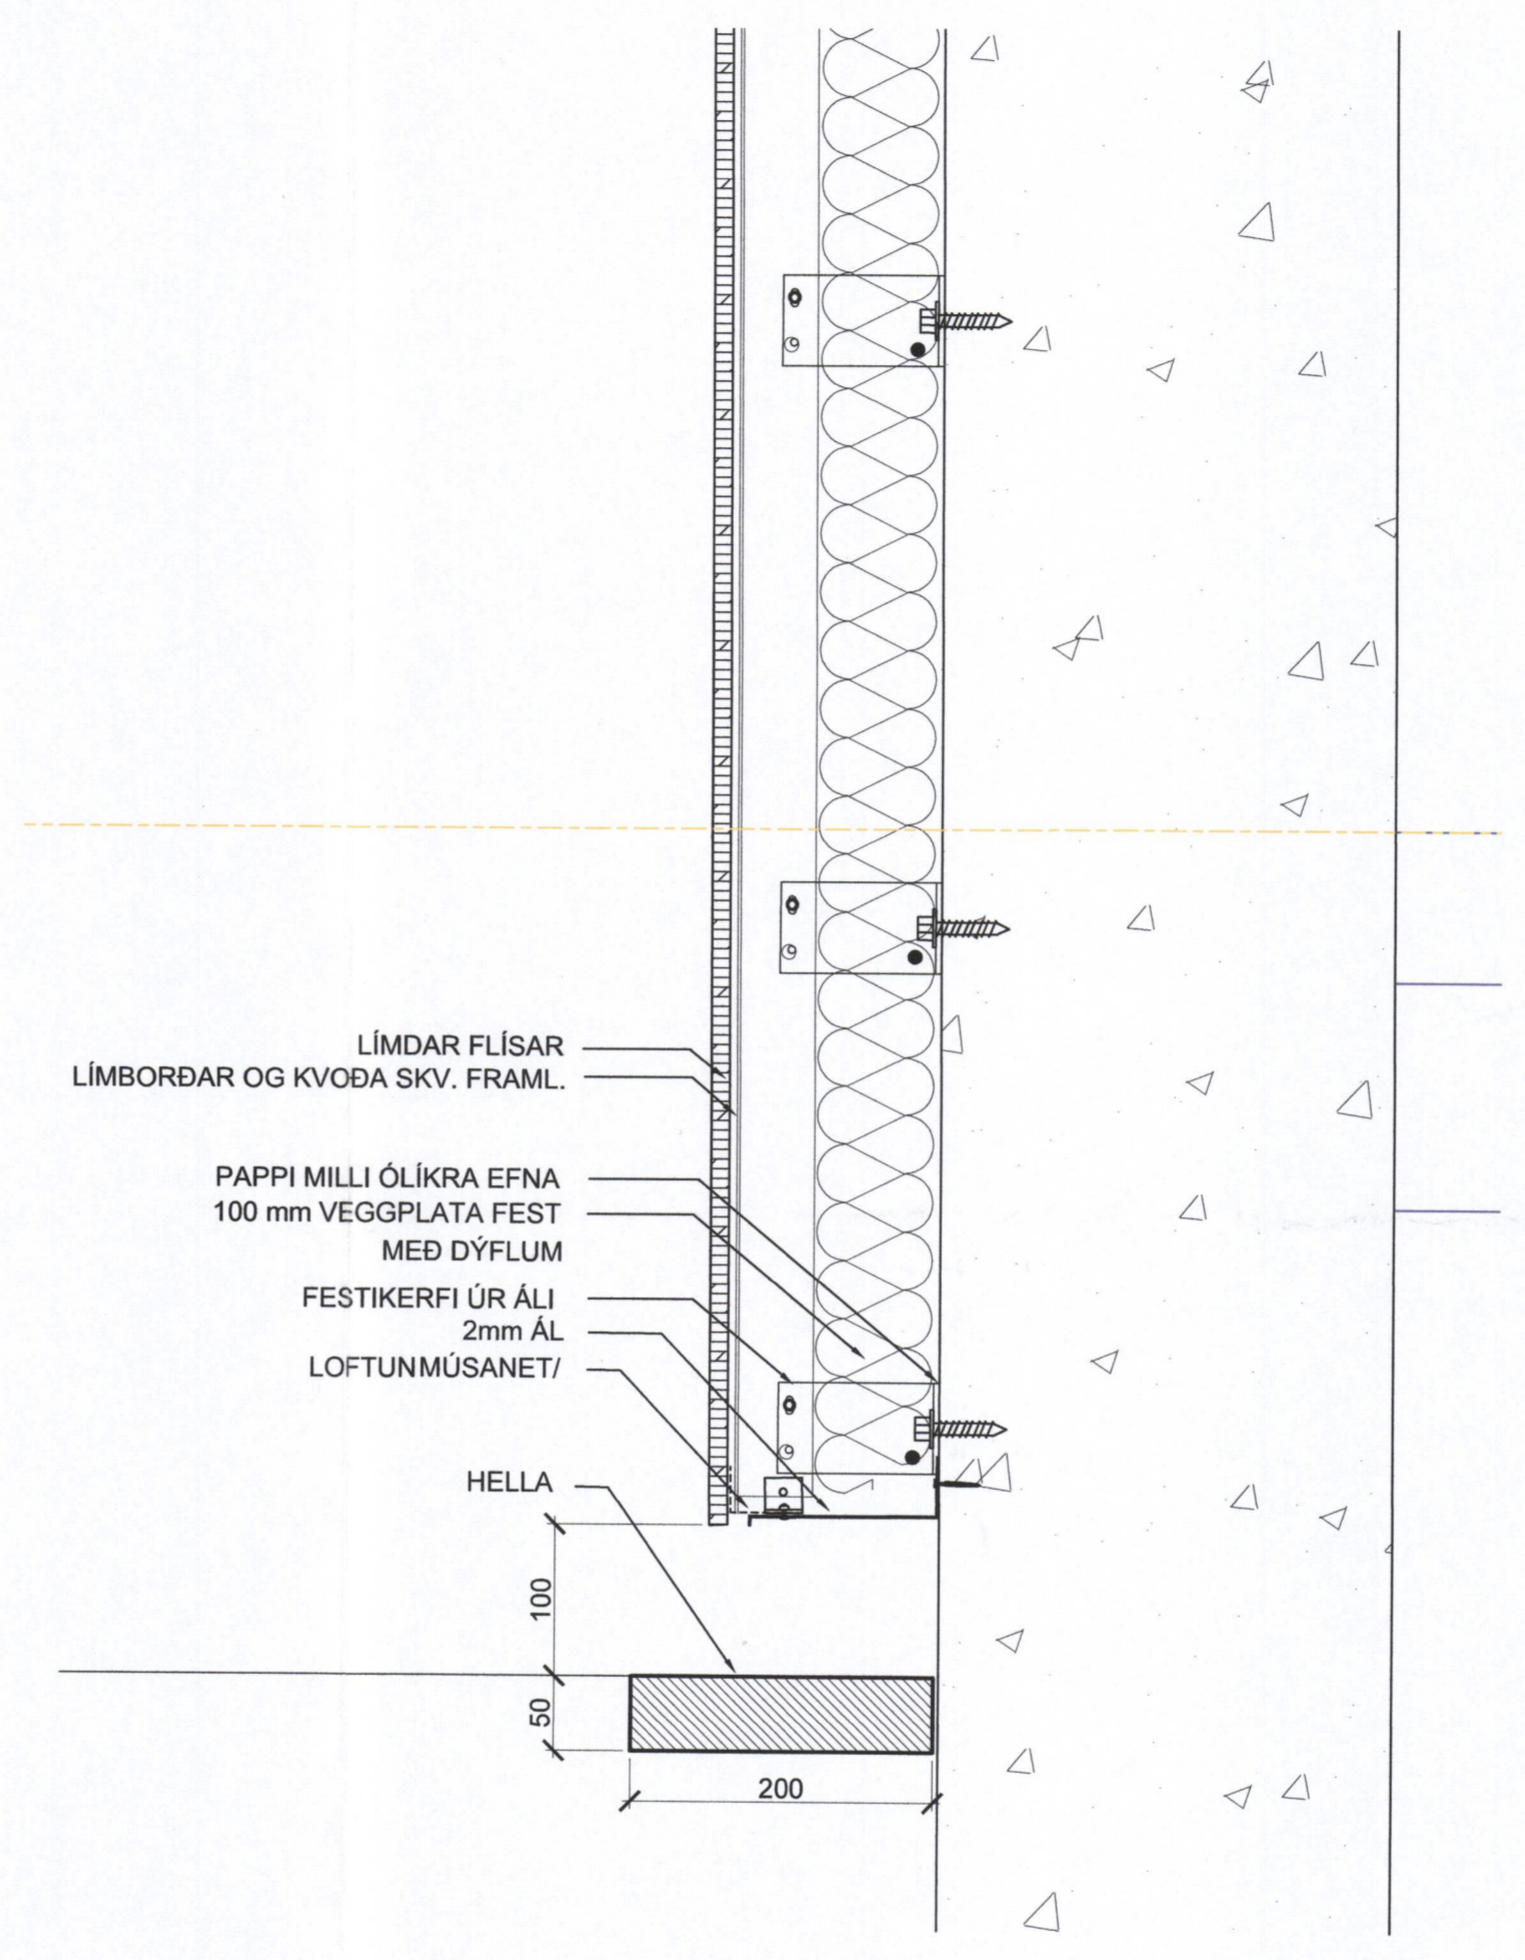 LÍMDAR FLÍSAR
LÍMBORÐAR OG KVOÐA SKV. FRAML.
PAPPI MILLI ÓLÍKRA EFNA
100 mm VEGGPLATA FEST
MEÐ DÝFLUM
FESTIKERFI ÚR ÁLI
2mm ÁL
LOFTUNMÚSANET/
HELLA
100
50
200